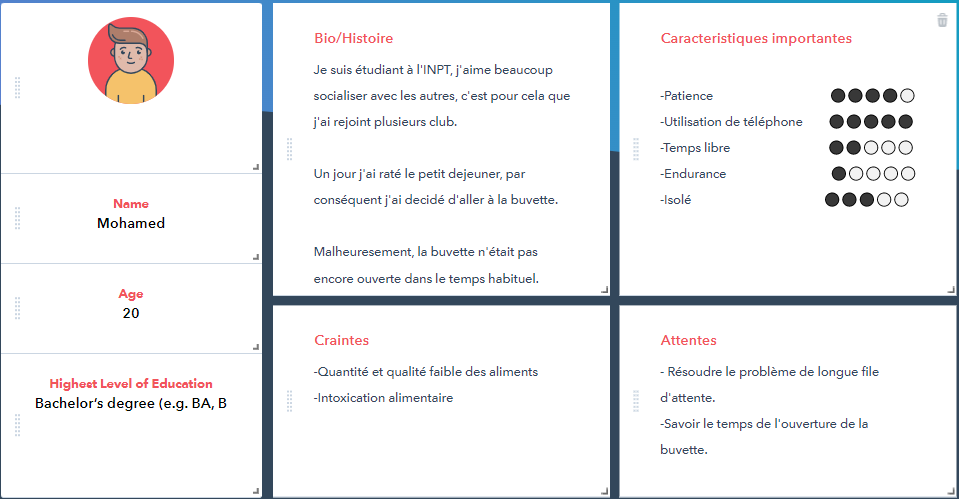 Name
Mohamed
Age
20
Highest Level of Education
Bachelor's degree (e.g. BA, B
Bio/Histoire
Je suis étudiant à l'INPT, j'aime beaucoup
socialiser avec les autres, c'est pour cela que
j'ai rejoint plusieurs club.
Un jour j'ai raté le petit dejeuner, par
conséquent j'ai decidé d'aller à la buvette.
Malheuresement, la buvette n'était pas
encore ouverte dans le temps habituel.
Caracteristiques importantes
-Patience
-Utilisation de téléphone
-Temps libre
-Endurance
-Isolé
Craintes
-Quantité et qualité faible des aliments
-Intoxication alimentaire
Attentes
- Résoudre le problème de longue file
d'attente.
-Savoir le temps de l'ouverture de la
buvette.